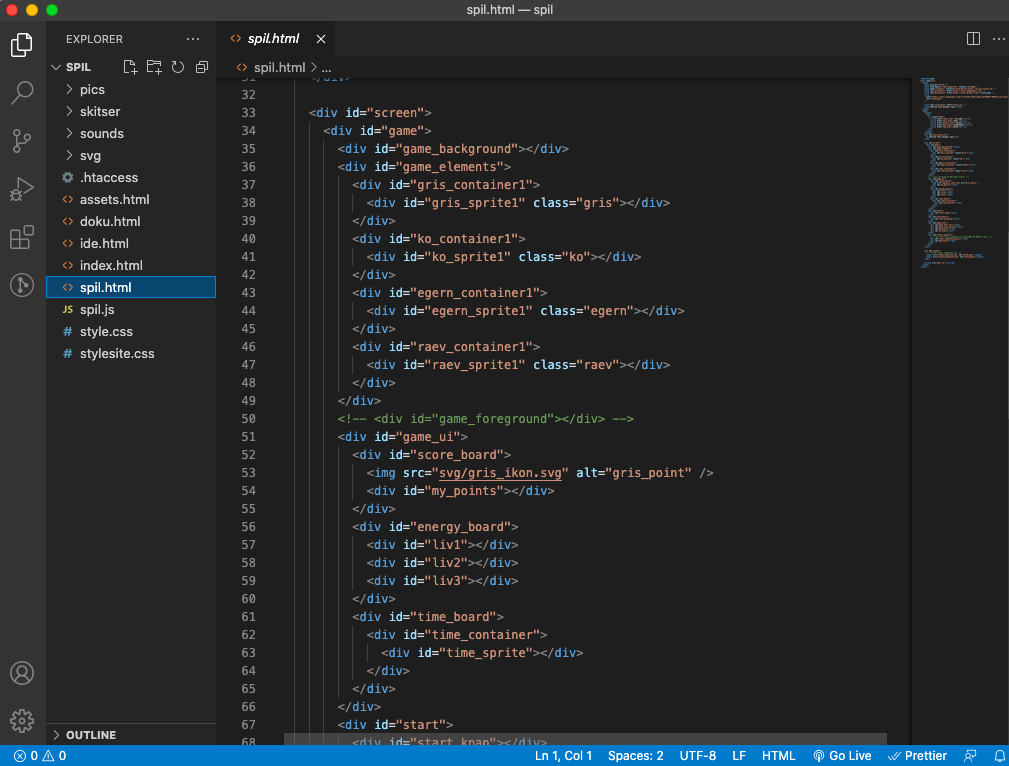 spil.html — spil
EXPLORER
SPIL
pics
skitser
sounds
svg
.htaccess
assets.html
doku.html
ide.html
index.html
spil.html
JS spil.js
# style.css
# stylesite.css
OUTLINE
spil.html
spil.html > ...
31 </div>
32
33 <div id="screen">
34 <div id="game">
35 <div id="game_background"></div>
36 <div id="game_elements">
37 <div id="gris_container1">
38 <div id="gris_sprite1" class="gris"></div>
39 </div>
40 <div id="ko_container1">
41 <div id="ko_sprite1" class="ko"></div>
42 </div>
43 <div id="egern_container1">
44 <div id="egern_sprite1" class="egern"></div>
45 </div>
46 <div id="raev_container1">
47 <div id="raev_sprite1" class="raev"></div>
48 </div>
49 </div>
50 <!-- <div id="game_foreground"></div> -->
51 <div id="game_ui">
52 <div id="score_board">
53 <img src="svg/gris_ikon.svg" alt="gris_point" />
54 <div id="my_points"></div>
55 </div>
56 <div id="energy_board">
57 <div id="liv1"></div>
58 <div id="liv2"></div>
59 <div id="liv3"></div>
60 </div>
61 <div id="time_board">
62 <div id="time_container">
63 <div id="time_sprite"></div>
64 </div>
65 </div>
66 </div>
67 <div id="start">
68 <div id="start_knap"></div>
0 0 Ln 1, Col 1 Spaces: 2 UTF-8 LF HTML Go Live Prettier